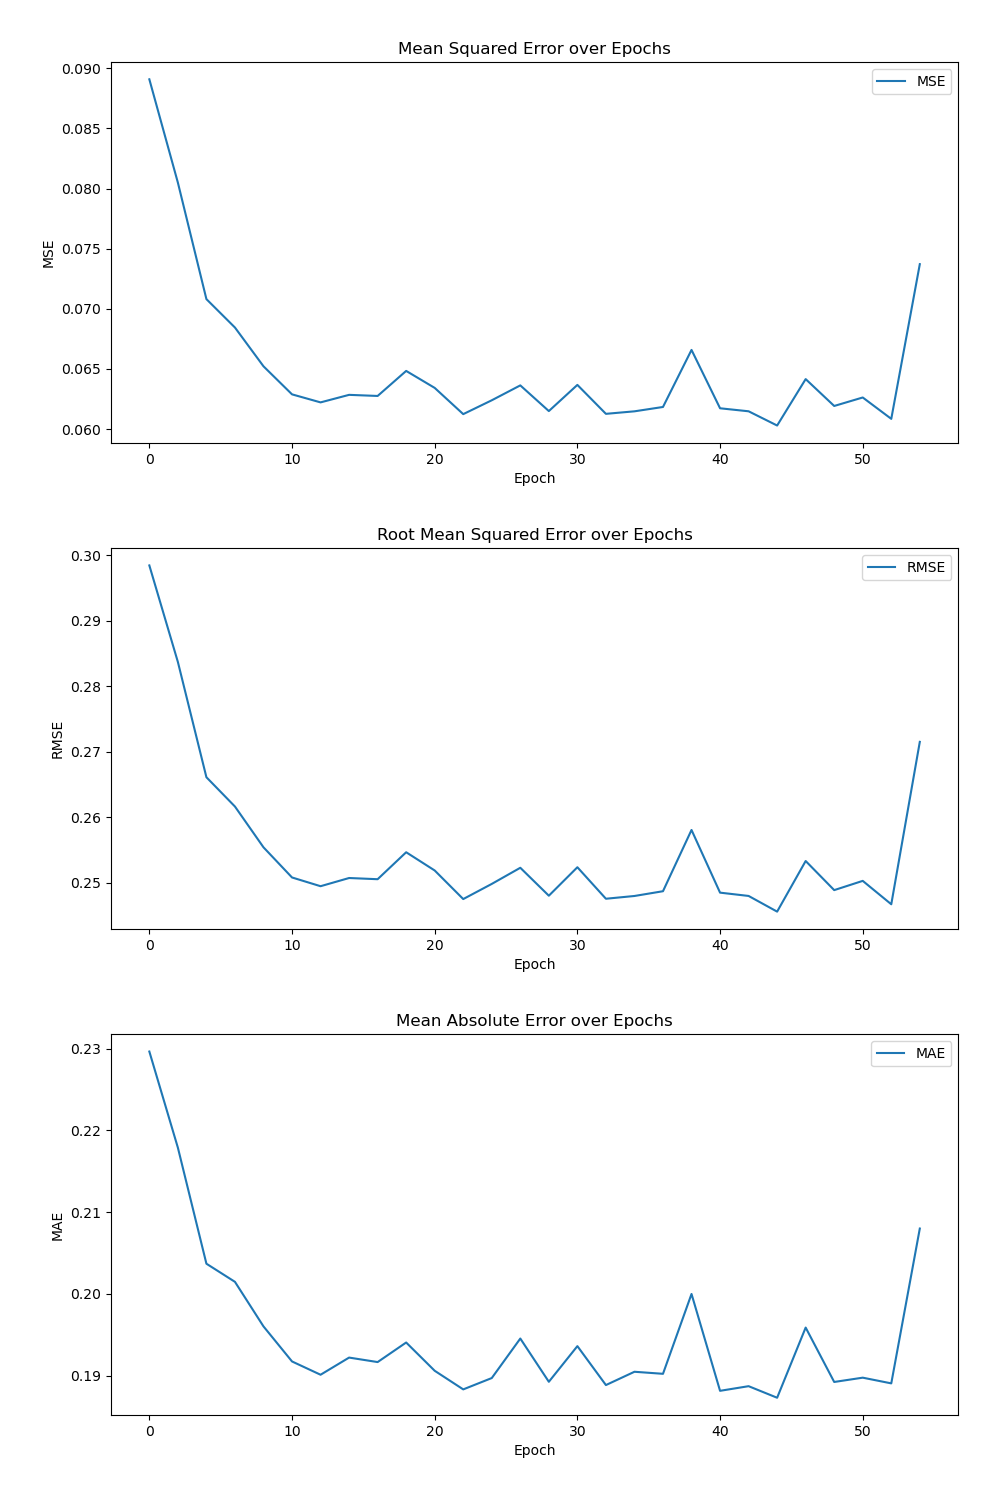 Mean Squared Error over Epochs
0.090
0.085
0.080
0.075
0.070
0.065
0.060
MSE
MSE
0 10 20 30 40 50
Epoch
Root Mean Squared Error over Epochs
0.30
0.29
0.28
0.27
0.26
0.25
RMSE
RMSE
0 10 20 30 40 50
Epoch
Mean Absolute Error over Epochs
0.23
0.22
0.21
0.20
0.19
MAE
MAE
0 10 20 30 40 50
Epoch